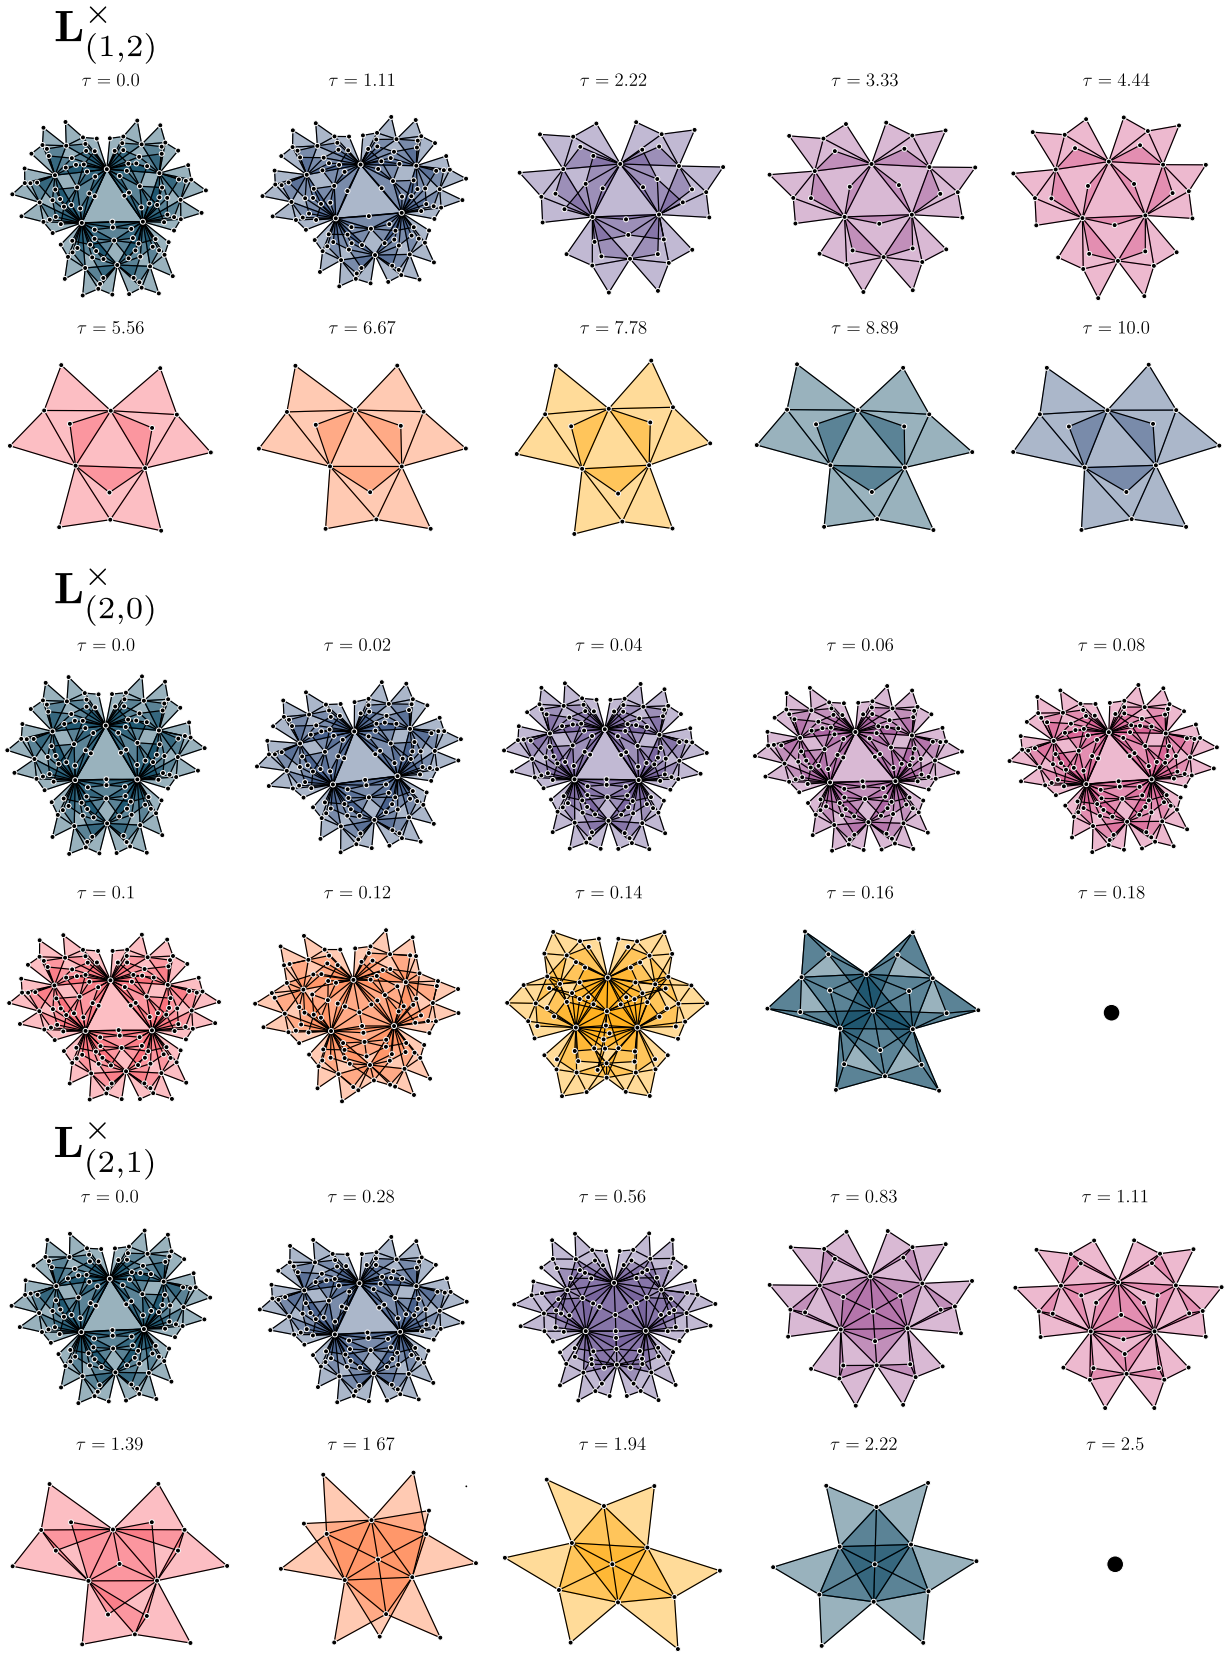 L×(1,2)
τ = 0.0 τ = 1.11 τ = 2.22 τ = 3.33 τ = 4.44
τ = 5.56 τ = 6.67 τ = 7.78 τ = 8.89 τ = 10.0
L×(2,0)
τ = 0.0 τ = 0.02 τ = 0.04 τ = 0.06 τ = 0.08
τ = 0.1 τ = 0.12 τ = 0.14 τ = 0.16 τ = 0.18
L×(2,1)
τ = 0.0 τ = 0.28 τ = 0.56 τ = 0.83 τ = 1.11
τ = 1.39 τ = 1 67 τ = 1.94 τ = 2.22 τ = 2.5